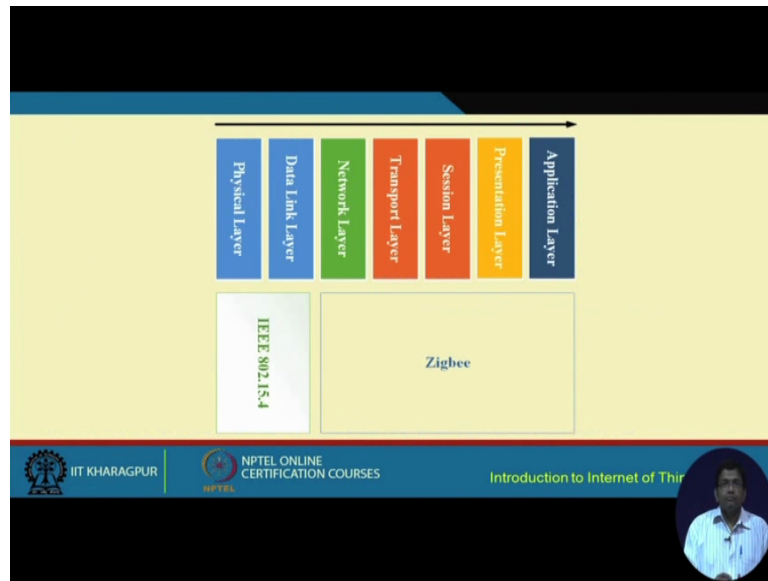 Physical Layer
Data Link Layer
Network Layer
Transport Layer
Session Layer
Presentation Layer
Application Layer
IEEE 802.15.4
Zigbee
IIT KHARAGPUR
NPTEL
NPTEL ONLINE
CERTIFICATION COURSES
Introduction to Internet of